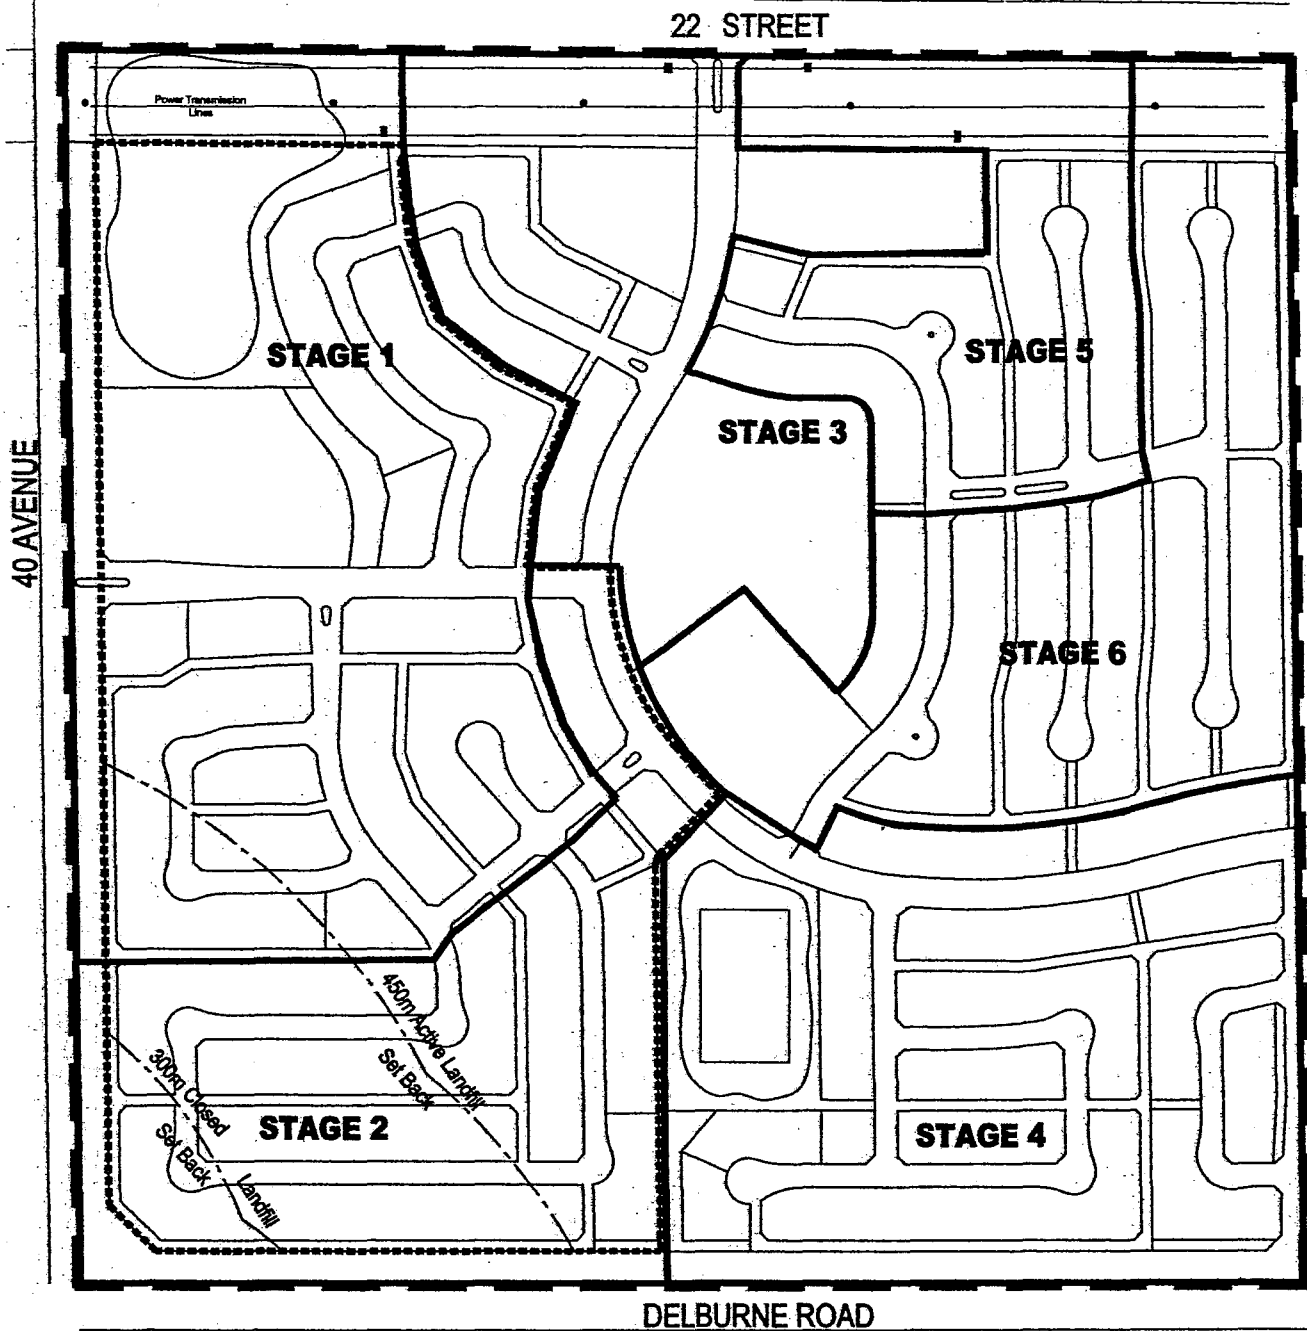 22 STREET
Power Transmission
Lines
STAGE 1
STAGE 5
STAGE 3
40 AVENUE
STAGE 6
450m Active Landfill
Set Back
300m Closed
Landfill
Set Back
STAGE 2
STAGE 4
DELBURNE ROAD